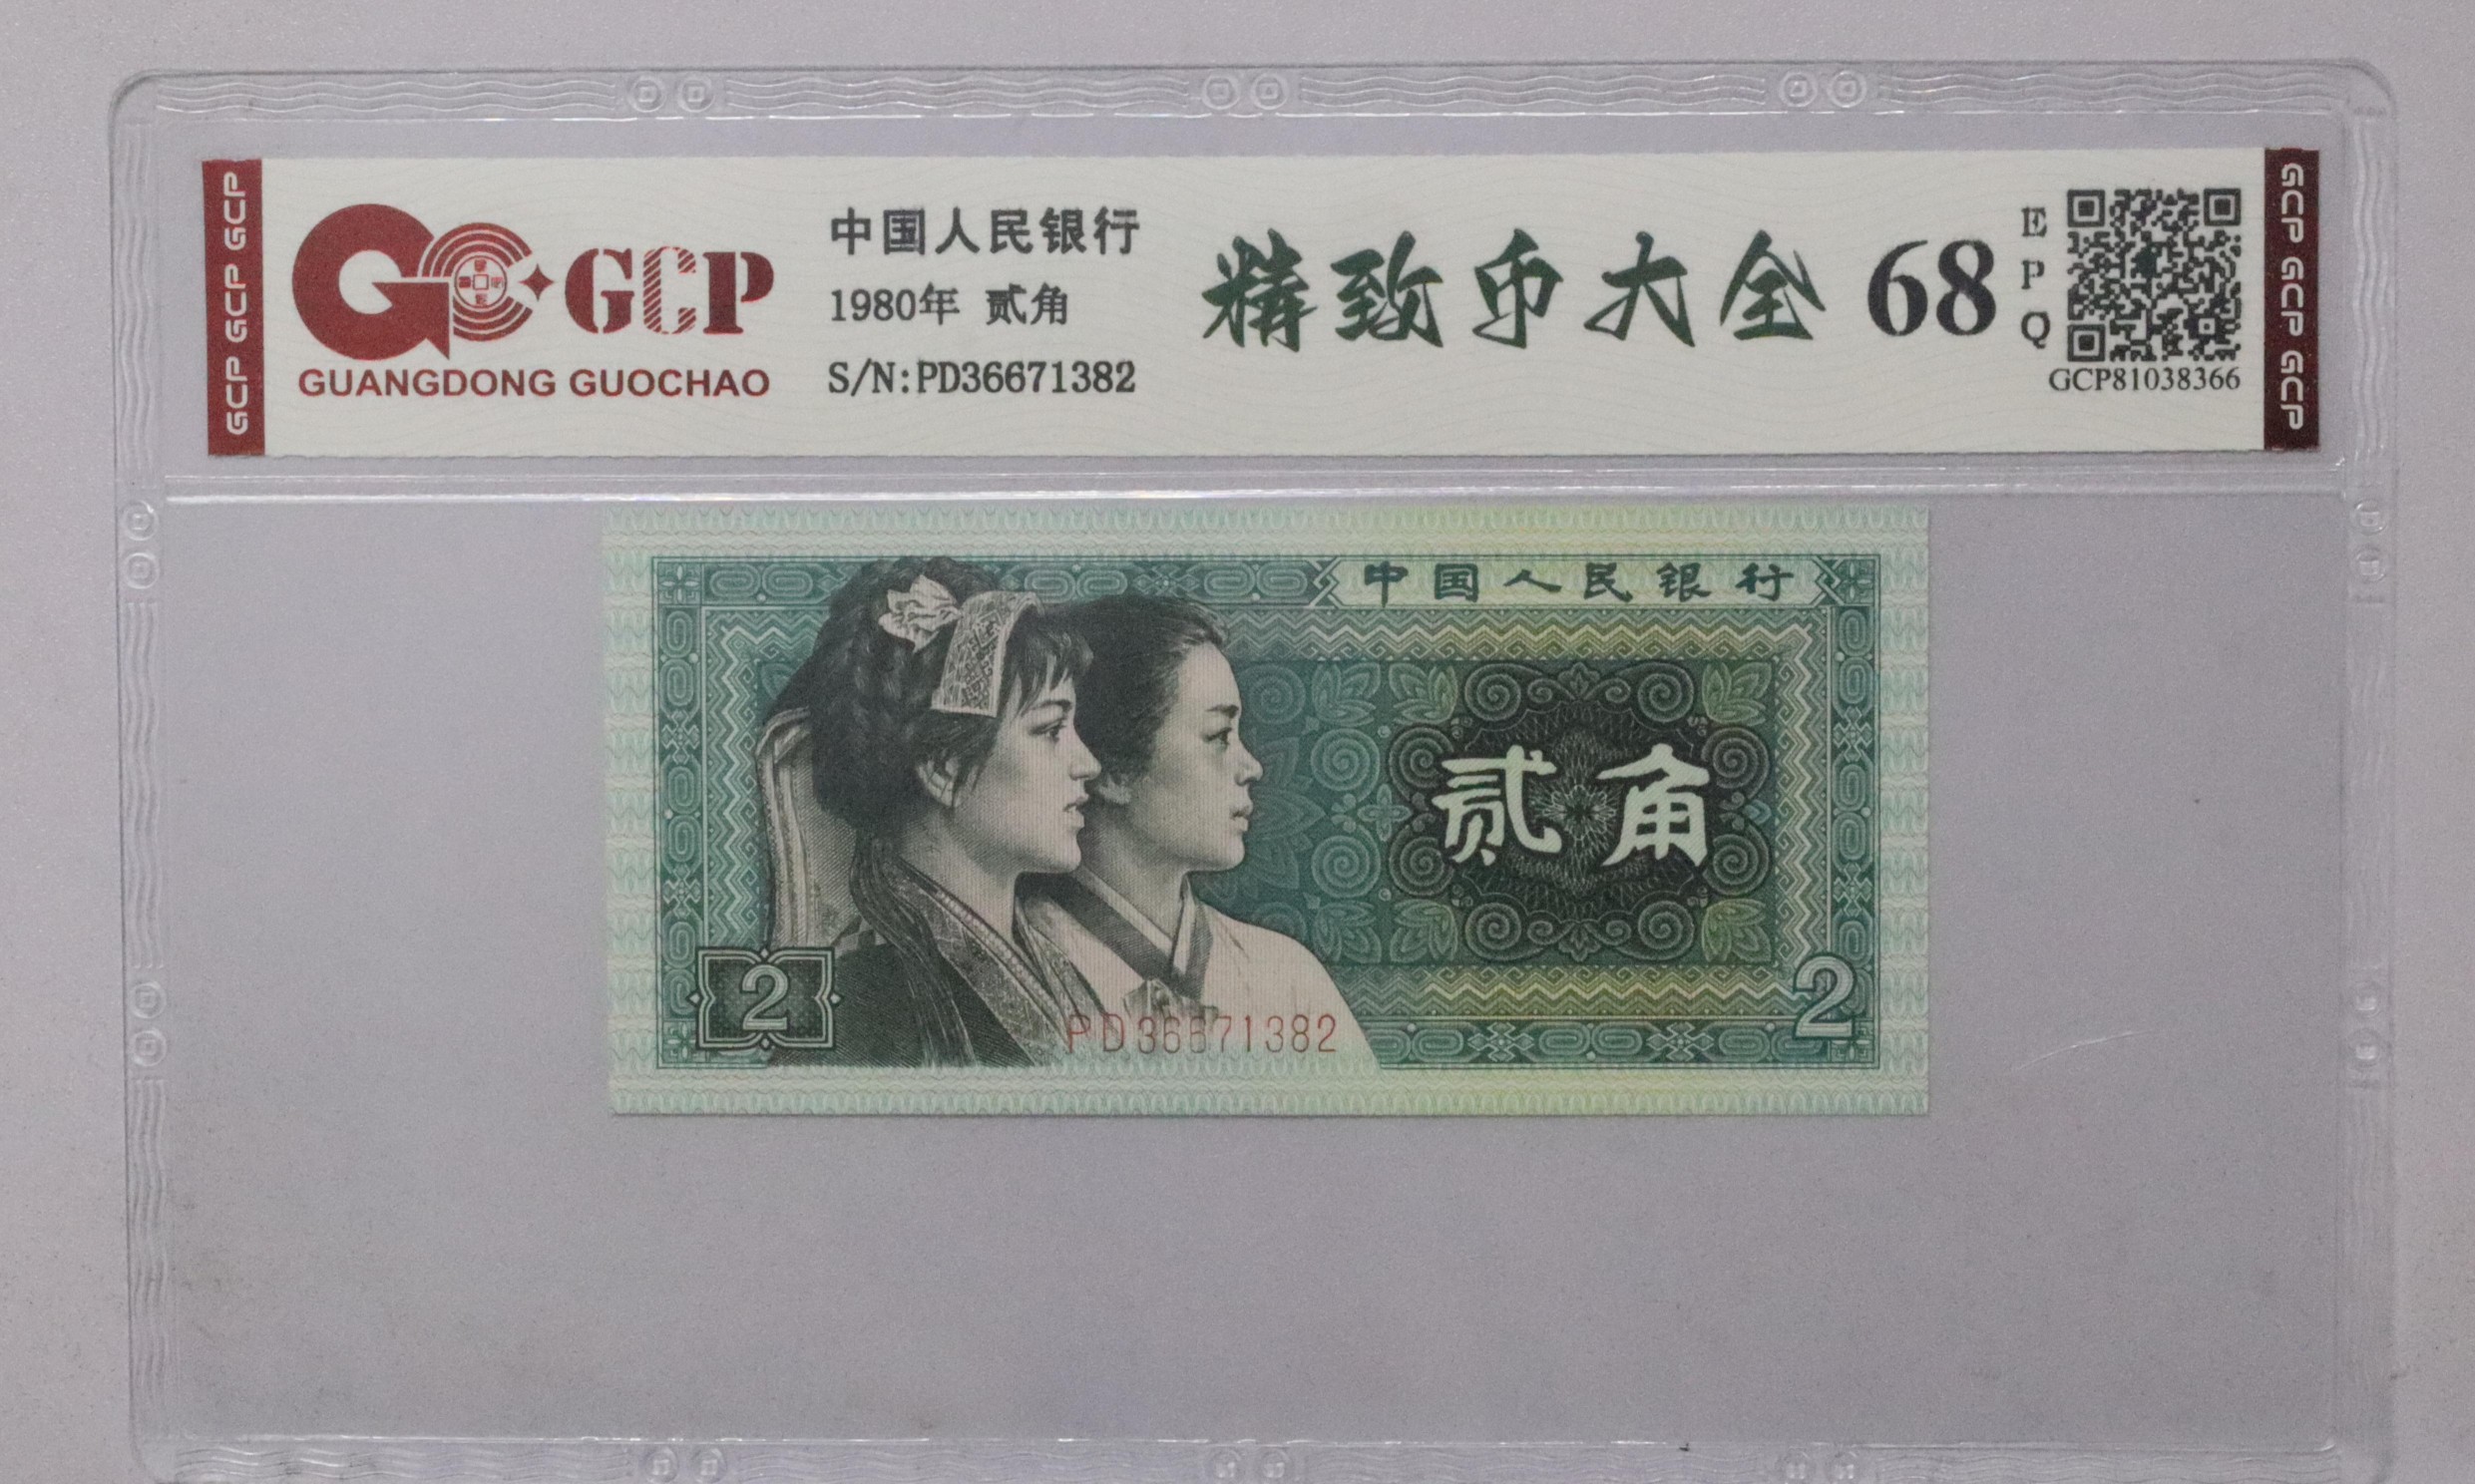 GCP GCP GCP
GCP
GUANGDONG GUOCHAO
中国人民银行
1980年 贰角
S/N:PD36671382
精致币大全
68
EPQ
GCP81038366
GCP GCP GCP
中国人民银行
贰角
2
PD36671382
2